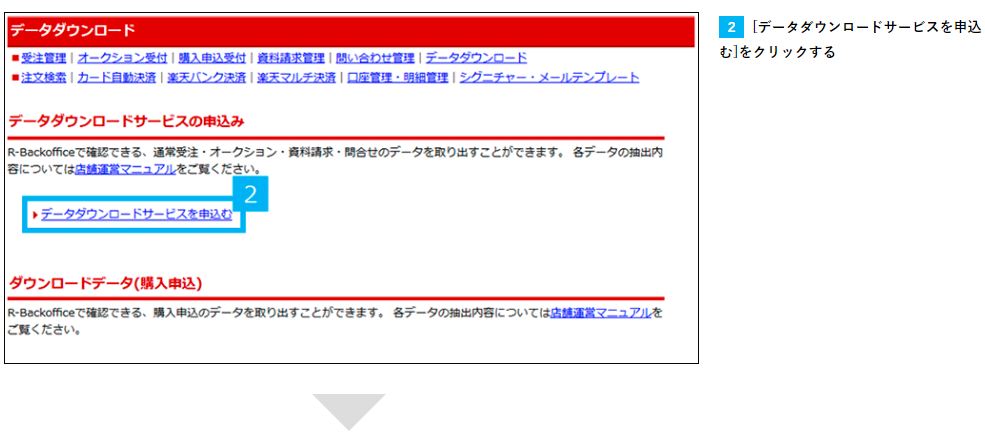 データダウンロード
■受注管理 | オークション受付 | 購入申込受付 | 資料請求管理 | 問い合わせ管理 | データダウンロード
■注文検索 | カード自動決済 | 楽天バンク決済 | 楽天マルチ決済 | 口座管理・明細管理 | シグニチャー・メールテンプレート
データダウンロードサービスの申込み
R-Backofficeで確認できる、通常受注・オークション・資料請求・問合せのデータを取り出すことができます。 各データの抽出内
容については店舗運営マニュアルをご覧ください。
2
データダウンロードサービスを申込む
ダウンロードデータ(購入申込)
R-Backofficeで確認できる、購入申込のデータを取り出すことができます。 各データの抽出内容については店舗運営マニュアルを
ご覧ください。
2 [データダウンロードサービスを申込
む]をクリックする